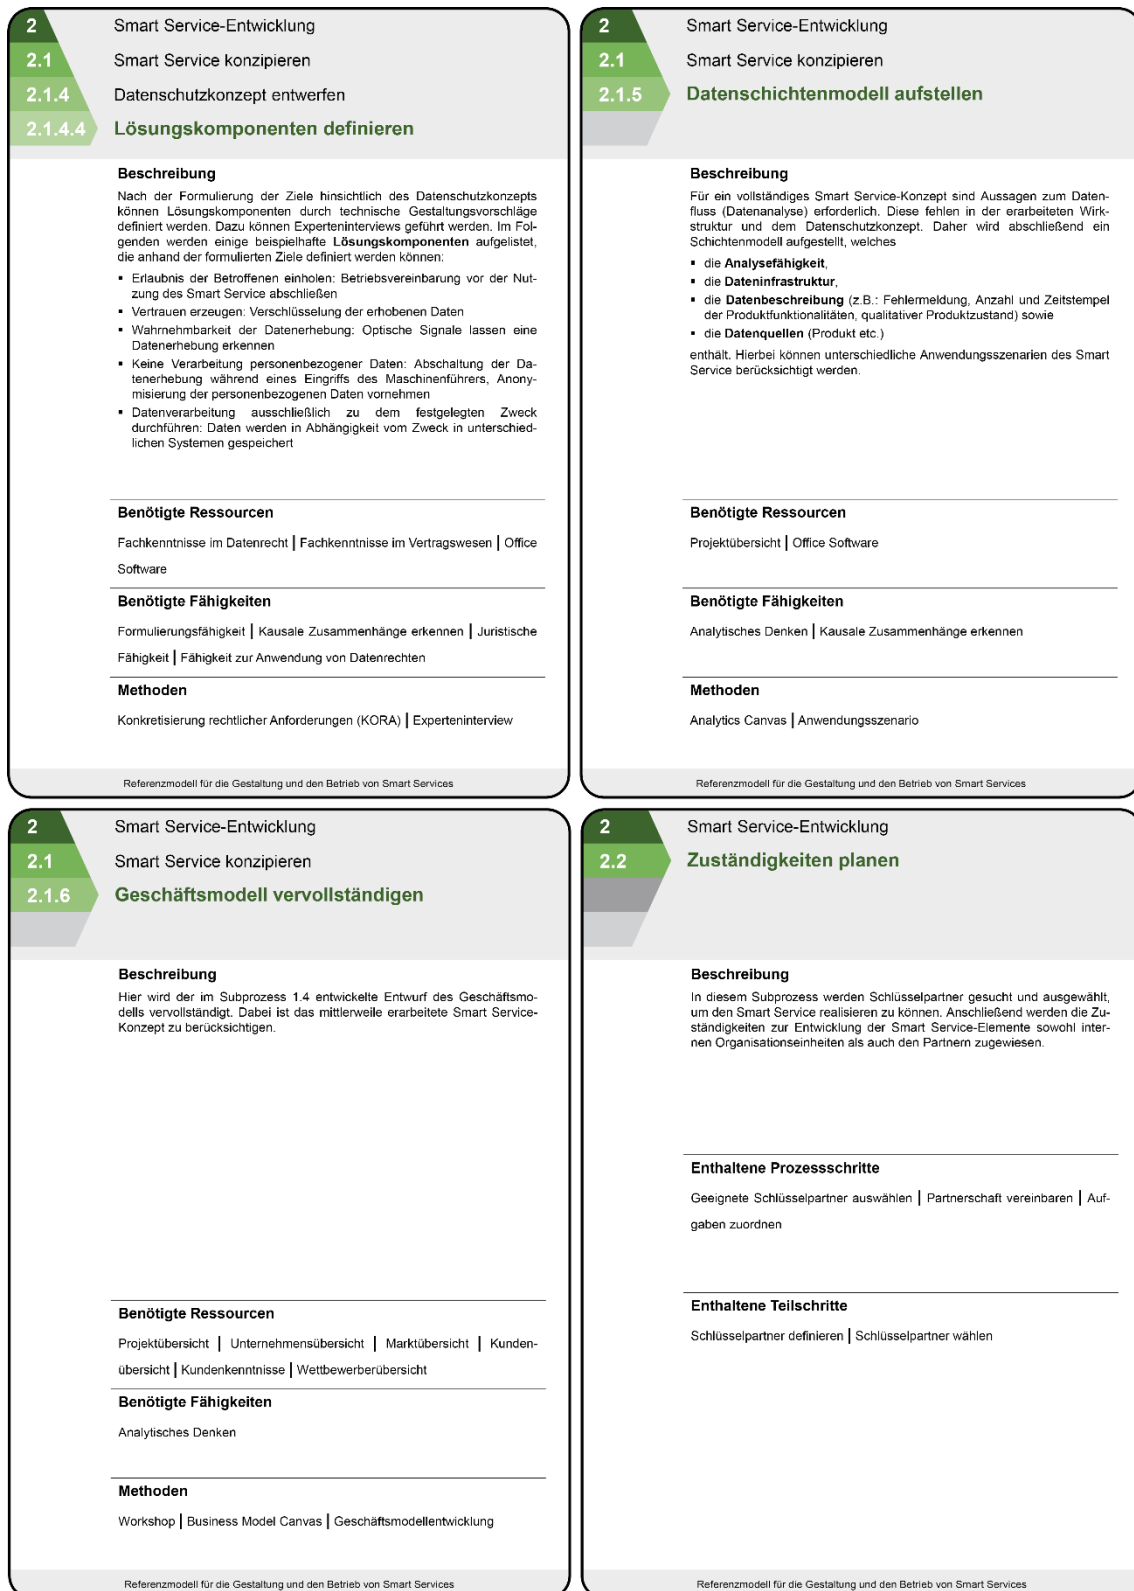 2 Smart Service-Entwicklung
2.1 Smart Service konzipieren
2.1.4 Datenschutzkonzept entwerfen
2.1.4.4 Lösungskomponenten definieren
Beschreibung
Nach der Formulierung der Ziele hinsichtlich des Datenschutzkonzepts
können Lösungskomponenten durch technische Gestaltungsvorschläge
definiert werden. Dazu können Experteninterviews geführt werden. Im Fol-
genden werden einige beispielhafte Lösungskomponenten aufgelistet,
die anhand der formulierten Ziele definiert werden können:
▪ Erlaubnis der Betroffenen einholen: Betriebsvereinbarung vor der Nut-
zung des Smart Service abschließen
▪ Vertrauen erzeugen: Verschlüsselung der erhobenen Daten
▪ Wahrnehmbarkeit der Datenerhebung: Optische Signale lassen eine
Datenerhebung erkennen
▪ Keine Verarbeitung personenbezogener Daten: Abschaltung der Da-
tenerhebung während eines Eingriffs des Maschinenführers, Anony-
misierung der personenbezogenen Daten vornehmen
▪ Datenverarbeitung ausschließlich zu dem festgelegten Zweck
durchführen: Daten werden in Abhängigkeit vom Zweck in unterschied-
lichen Systemen gespeichert
Benötigte Ressourcen
Fachkenntnisse im Datenrecht | Fachkenntnisse im Vertragswesen | Office
Software
Benötigte Fähigkeiten
Formulierungsfähigkeit | Kausale Zusammenhänge erkennen | Juristische
Fähigkeit | Fähigkeit zur Anwendung von Datenrechten
Methoden
Konkretisierung rechtlicher Anforderungen (KORA) | Experteninterview
Referenzmodell für die Gestaltung und den Betrieb von Smart Services
2 Smart Service-Entwicklung
2.1 Smart Service konzipieren
2.1.5 Datenschichtenmodell aufstellen
Beschreibung
Für ein vollständiges Smart Service-Konzept sind Aussagen zum Daten-
fluss (Datenanalyse) erforderlich. Diese fehlen in der erarbeiteten Wirk-
struktur und dem Datenschutzkonzept. Daher wird abschließend ein
Schichtenmodell aufgestellt, welches
▪ die Analysefähigkeit,
▪ die Dateninfrastruktur,
▪ die Datenbeschreibung (z.B.: Fehlermeldung, Anzahl und Zeitstempel
der Produktfunktionalitäten, qualitativer Produktzustand) sowie
▪ die Datenquellen (Produkt etc.)
enthält. Hierbei können unterschiedliche Anwendungsszenarien des Smart
Service berücksichtigt werden.
Benötigte Ressourcen
Projektübersicht | Office Software
Benötigte Fähigkeiten
Analytisches Denken | Kausale Zusammenhänge erkennen
Methoden
Analytics Canvas | Anwendungsszenario
Referenzmodell für die Gestaltung und den Betrieb von Smart Services
2 Smart Service-Entwicklung
2.1 Smart Service konzipieren
2.1.6 Geschäftsmodell vervollständigen
Beschreibung
Hier wird der im Subprozess 1.4 entwickelte Entwurf des Geschäftsmo-
dells vervollständigt. Dabei ist das mittlerweile erarbeitete Smart Service-
Konzept zu berücksichtigen.
Benötigte Ressourcen
Projektübersicht | Unternehmensübersicht | Marktübersicht | Kunden-
übersicht | Kundenkenntnisse | Wettbewerberübersicht
Benötigte Fähigkeiten
Analytisches Denken
Methoden
Workshop | Business Model Canvas | Geschäftsmodellentwicklung
Referenzmodell für die Gestaltung und den Betrieb von Smart Services
2 Smart Service-Entwicklung
2.2 Zuständigkeiten planen
Beschreibung
In diesem Subprozess werden Schlüsselpartner gesucht und ausgewählt,
um den Smart Service realisieren zu können. Anschließend werden die Zu-
ständigkeiten zur Entwicklung der Smart Service-Elemente sowohl inter-
nen Organisationseinheiten als auch den Partnern zugewiesen.
Enthaltene Prozessschritte
Geeignete Schlüsselpartner auswählen | Partnerschaft vereinbaren | Auf-
gaben zuordnen
Enthaltene Teilschritte
Schlüsselpartner definieren | Schlüsselpartner wählen
Referenzmodell für die Gestaltung und den Betrieb von Smart Services